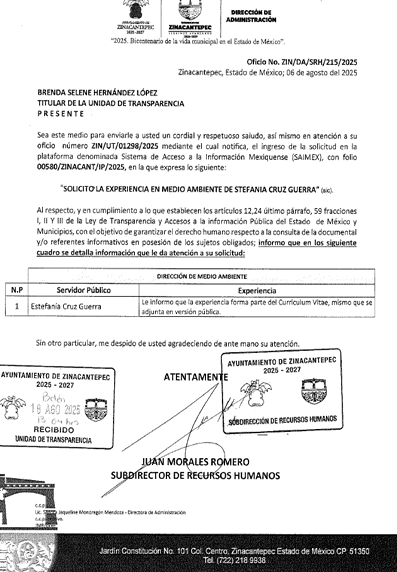 ZINACANTEPEC
2025 - 2027
ZINACANTEPEC
DIRECCIÓN DE
ADMINISTRACIÓN
"2025. Bicentenario de la vida municipal en el Estado de México".
Oficio No. ZIN/DA/SRH/215/2025
Zinacantepec, Estado de México; 06 de agosto del 2025
BRENDA SELENE HERNÁNDEZ LÓPEZ
TITULAR DE LA UNIDAD DE TRANSPARENCIA
P R E S E N T E
Sea este medio para enviarle a usted un cordial y respetuoso saludo, así mismo en atención a su
oficio número ZIN/UT/01298/2025 mediante el cual notifica, el ingreso de la solicitud en la
plataforma denominada Sistema de Acceso a la Información Mexiquense (SAIMEX), con folio
00580/ZINACANT/IP/2025, en la que expresa lo siguiente:
"SOLICITO LA EXPERIENCIA EN MEDIO AMBIENTE DE STEFANIA CRUZ GUERRA" (sic).
Al respecto, y en cumplimiento a lo que establecen los artículos 12,24 último párrafo, 59 fracciones
I, II Y III de la Ley de Transparencia y Accesos a la información Pública del Estado de México y
Municipios, con el objetivo de garantizar el derecho humano respecto a la consulta de la documental
y/o referentes informativos en posesión de los sujetos obligados; informo que en los siguiente
cuadro se detalla información que le da atención a su solicitud:
DIRECCIÓN DE MEDIO AMBIENTE
N.P Servidor Público Experiencia
1 Estefanía Cruz Guerra Le informo que la experiencia forma parte del Curriculum Vitae, mismo que se
adjunta en versión pública.
Sin otro particular, me despido de usted agradeciendo de ante mano su atención.
AYUNTAMIENTO DE ZINACANTEPEC
2025 - 2027
18 AGO 2025
RECIBIDO
UNIDAD DE TRANSPARENCIA
ATENTAMENTE
AYUNTAMIENTO DE ZINACANTEPEC
2025 - 2027
SUBDIRECCIÓN DE RECURSOS HUMANOS
JUAN MORALES ROMERO
SUBDIRECTOR DE RECURSOS HUMANOS
Jaqueline Monzregón Mendoza - Directora de Administración
Jardín Constitución No. 101 Col. Centro, Zinacantepec Estado de México CP. 51350
Tel. (722) 218 9938